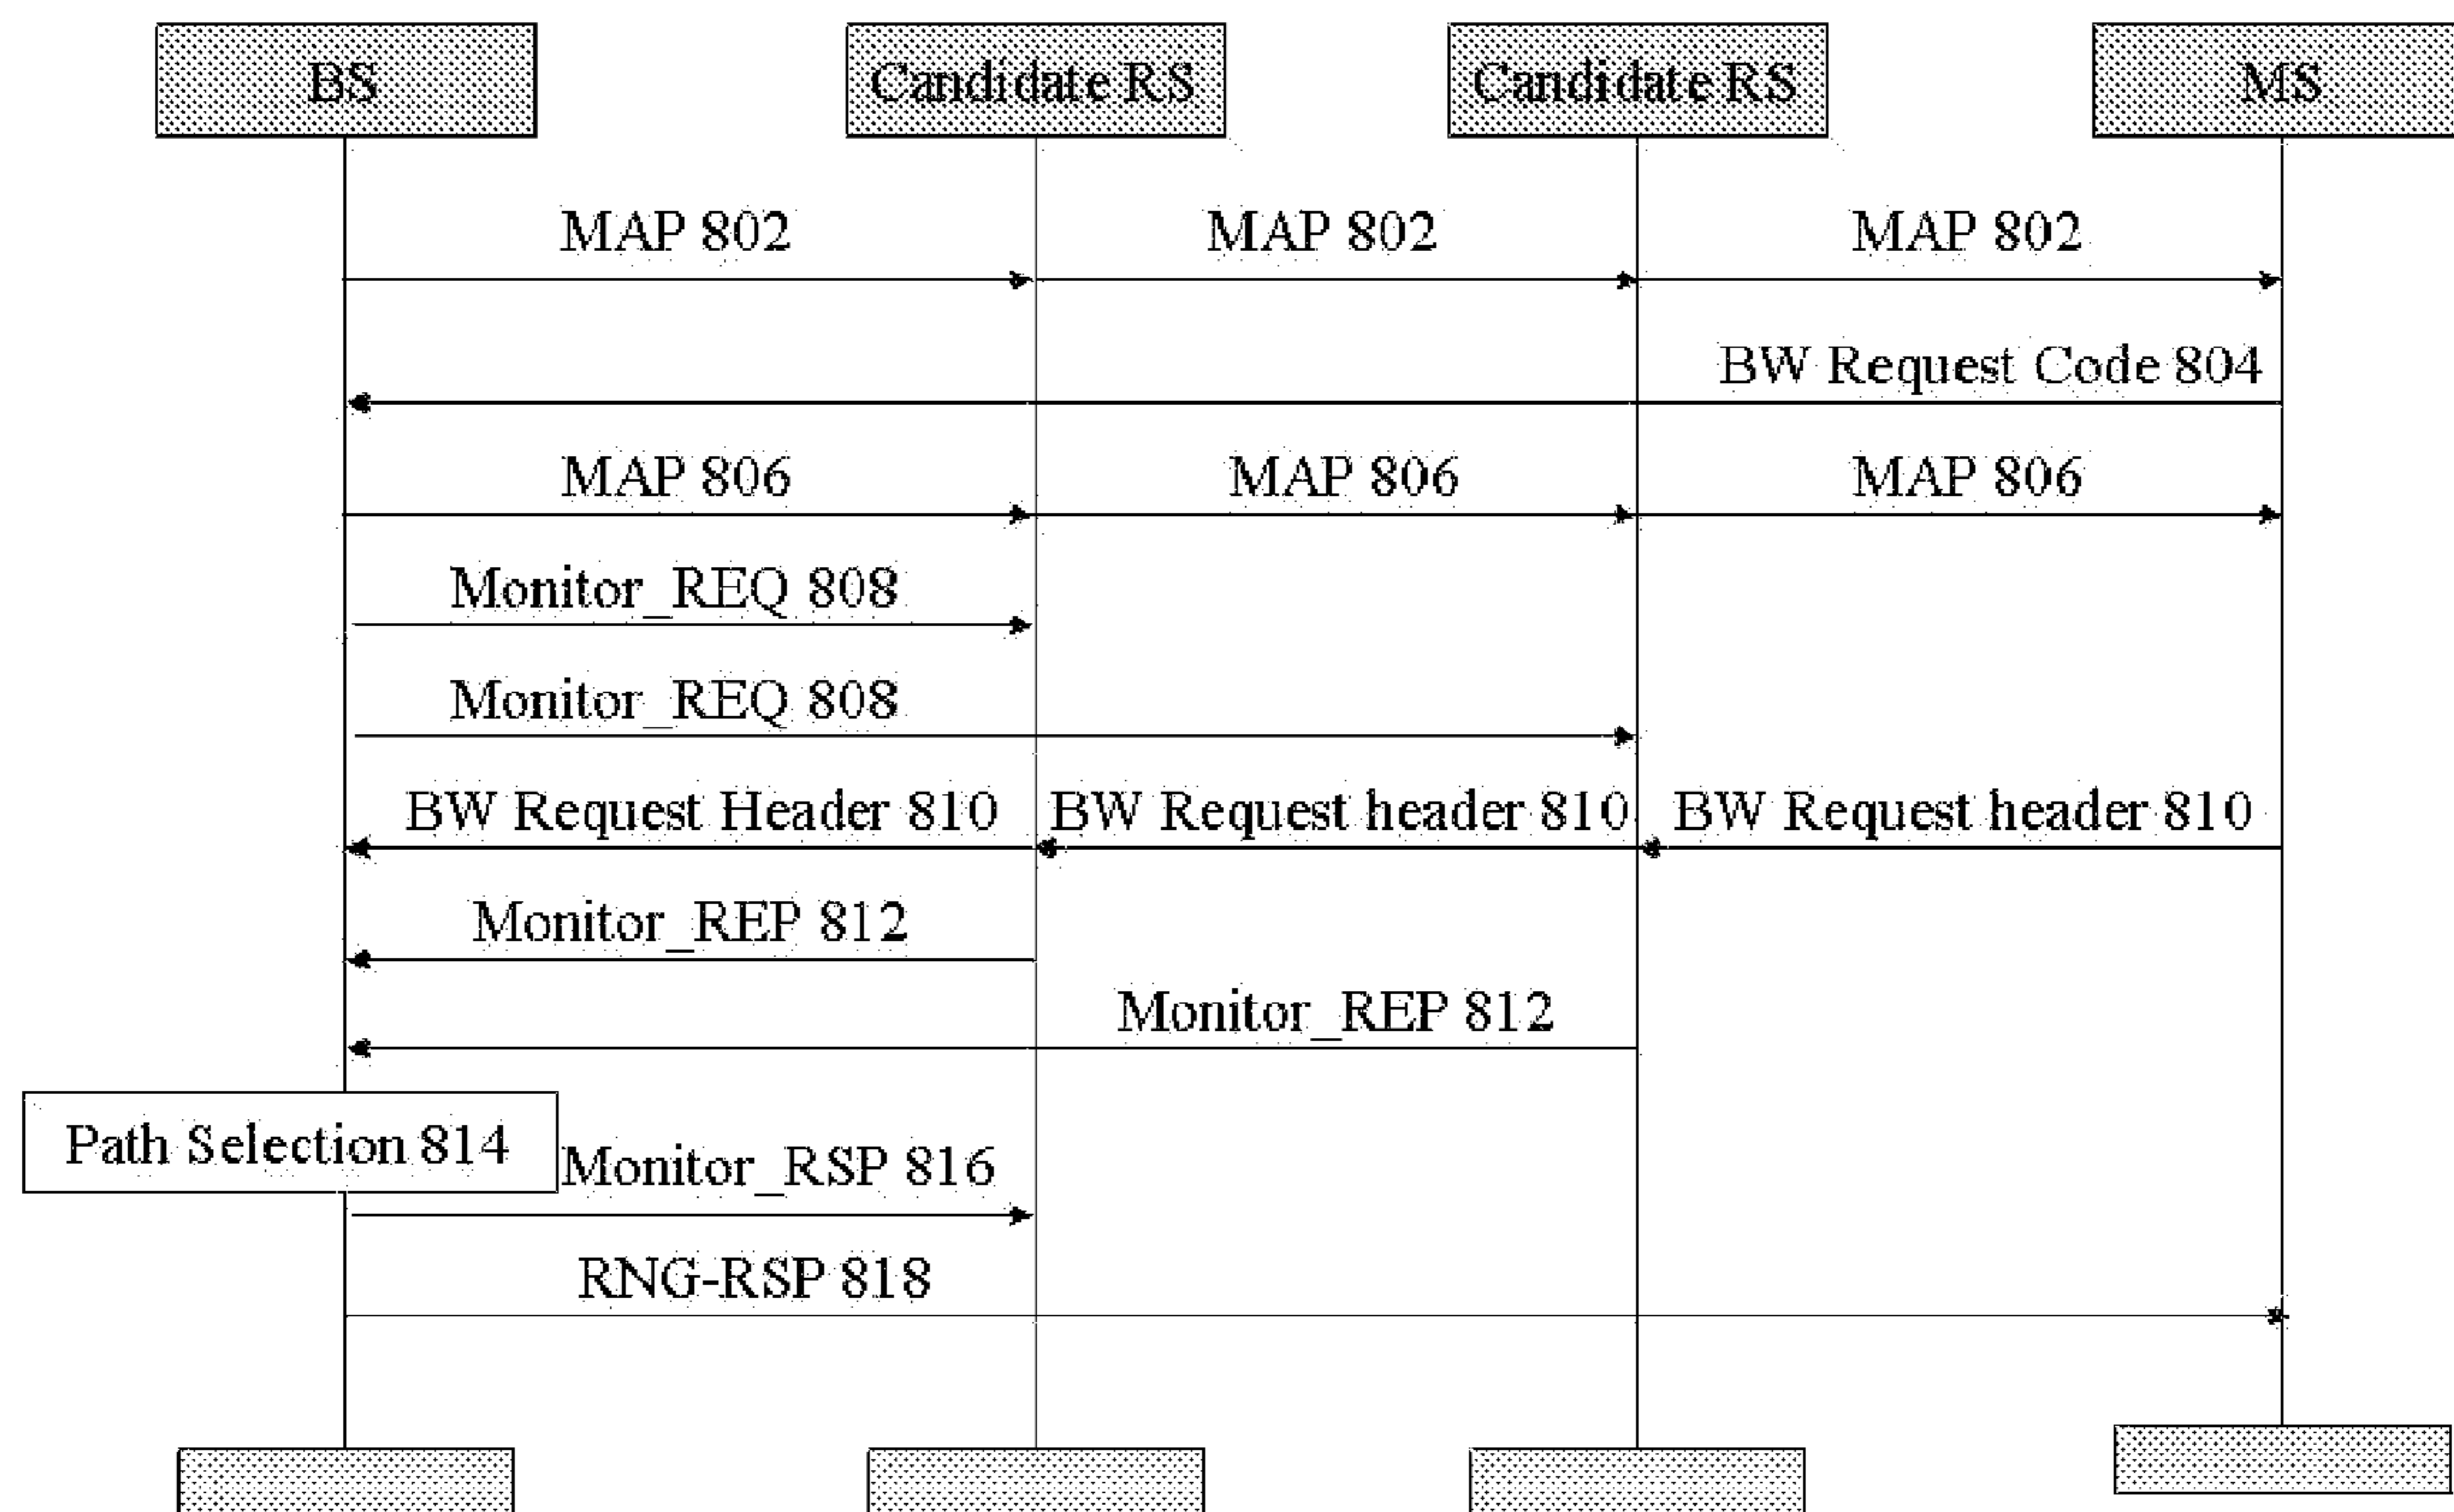 BS
Candidate RS
Candidate RS
MS
MAP 802
MAP 802
MAP 802
BW Request Code 804
MAP 806
MAP 806
MAP 806
Monitor_REQ 808
Monitor_REQ 808
BW Request Header 810
BW Request header 810
BW Request header 810
Monitor_REP 812
Monitor_REP 812
Path Selection 814
Monitor_RSP 816
RNG-RSP 818